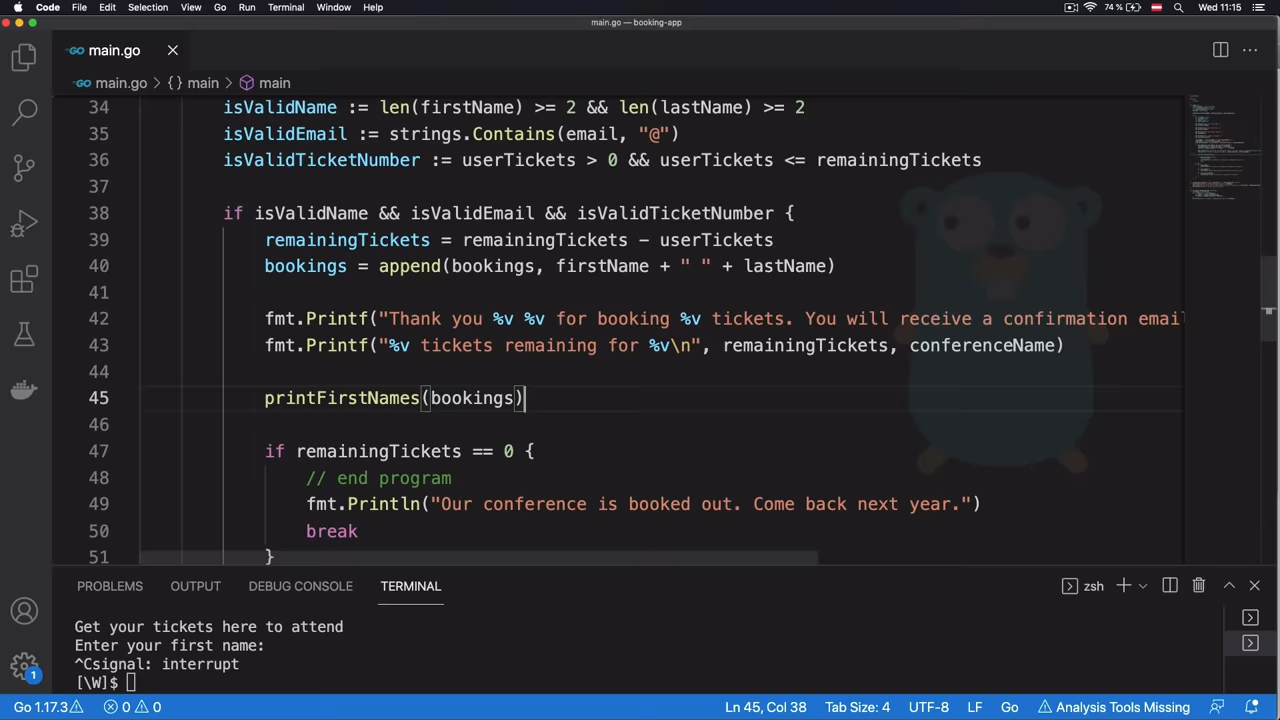 Code File Edit Selection View Go Run Terminal Window Help 74 % Wed 11:15
main.go — booking-app
GO main.go
GO main.go > {} main > main
34 isValidName := len(firstName) >= 2 && len(lastName) >= 2
35 isValidEmail := strings.Contains(email, "@")
36 isValidTicketNumber := userTickets > 0 && userTickets <= remainingTickets
37
38 if isValidName && isValidEmail && isValidTicketNumber {
39 remainingTickets = remainingTickets - userTickets
40 bookings = append(bookings, firstName + " " + lastName)
41
42 fmt.Printf("Thank you %v %v for booking %v tickets. You will receive a confirmation email
43 fmt.Printf("%v tickets remaining for %v\n", remainingTickets, conferenceName)
44
45 printFirstNames(bookings)
46
47 if remainingTickets == 0 {
48 // end program
49 fmt.Println("Our conference is booked out. Come back next year.")
50 break
51 }
PROBLEMS OUTPUT DEBUG CONSOLE TERMINAL zsh
Get your tickets here to attend
Enter your first name:
^Csignal: interrupt
[\W]$
1
Go 1.17.3 0 0 Ln 45, Col 38 Tab Size: 4 UTF-8 LF Go Analysis Tools Missing